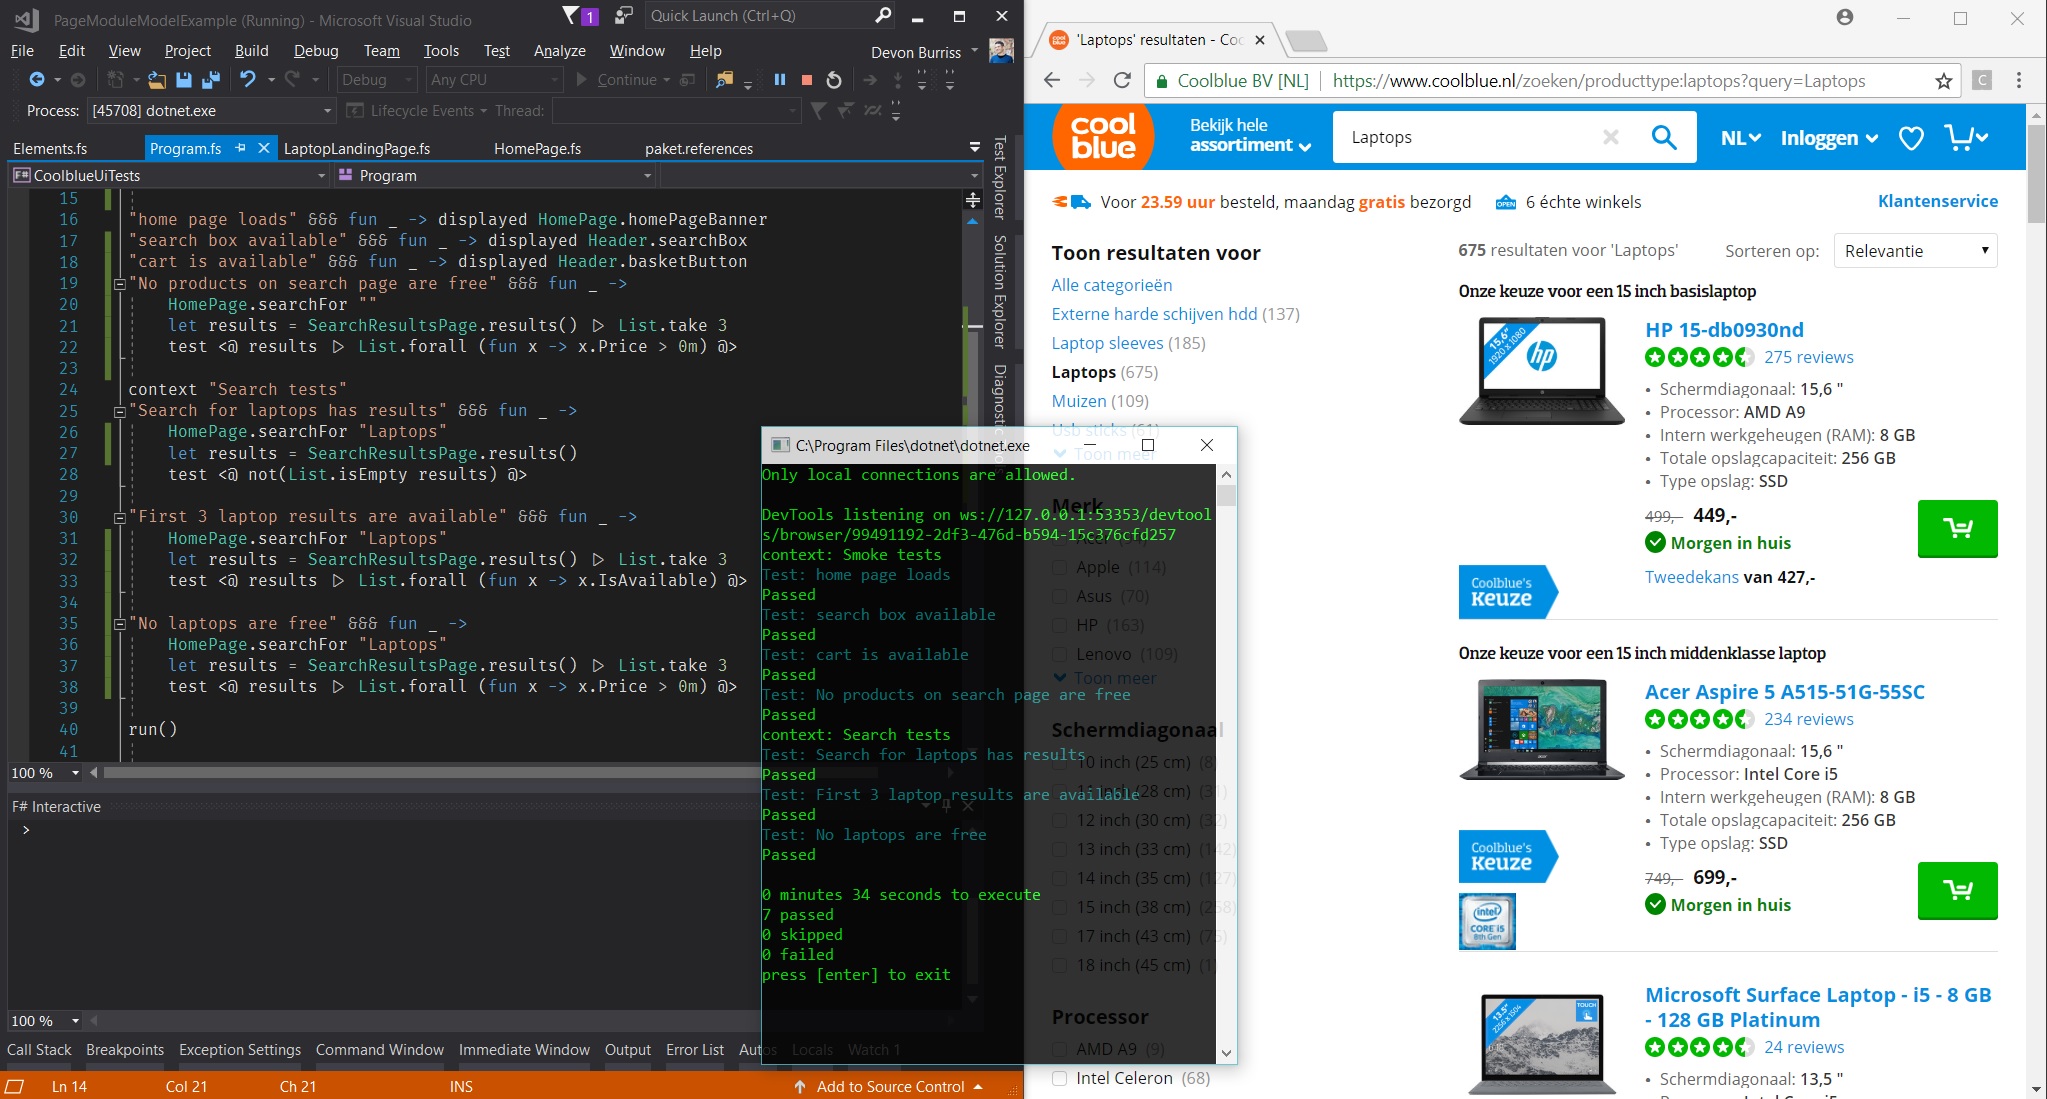 PageModuleModelExample (Running) - Microsoft Visual Studio
1
Quick Launch (Ctrl+Q)
File Edit View Project Build Debug Team Tools Test Analyze Window Help
Devon Burriss
Debug
Any CPU
Continue
Process: [45708] dotnet.exe
Lifecycle Events
Thread:
Elements.fs
Program.fs
LaptopLandingPage.fs
HomePage.fs
paket.references
CoolblueUiTests
Program
Test Explorer
Solution Explorer
15
16 "home page loads" &&& fun _ -> displayed HomePage.homePageBanner
17 "search box available" &&& fun _ -> displayed Header.searchBox
18 "cart is available" &&& fun _ -> displayed Header.basketButton
19 "No products on search page are free" &&& fun _ ->
20 HomePage.searchFor ""
21 let results = SearchResultsPage.results() |> List.take 3
22 test <@ results |> List.forall (fun x -> x.Price > 0m) @>
23
24 context "Search tests"
25 "Search for laptops has results" &&& fun _ ->
26 HomePage.searchFor "Laptops"
27 let results = SearchResultsPage.results()
28 test <@ not(List.isEmpty results) @>
29
30 "First 3 laptop results are available" &&& fun _ ->
31 HomePage.searchFor "Laptops"
32 let results = SearchResultsPage.results() |> List.take 3
33 test <@ results |> List.forall (fun x -> x.IsAvailable) @>
34
35 "No laptops are free" &&& fun _ ->
36 HomePage.searchFor "Laptops"
37 let results = SearchResultsPage.results() |> List.take 3
38 test <@ results |> List.forall (fun x -> x.Price > 0m) @>
39
40 run()
41
100 %
F# Interactive
>
100 %
Call Stack Breakpoints Exception Settings Command Window Immediate Window Output Error List Autos Locals Watch 1
Ln 14 Col 21 Ch 21 INS
Add to Source Control
C:\Program Files\dotnet\dotnet.exe
Only local connections are allowed.
DevTools listening on ws://127.0.0.1:53353/devtool
s/browser/99491192-2df3-476d-b594-15c376cfd257
context: Smoke tests
Test: home page loads
Passed
Test: search box available
Passed
Test: cart is available
Passed
Test: No products on search page are free
Passed
context: Search tests
Test: Search for laptops has results
Passed
Test: First 3 laptop results are available
Passed
Test: No laptops are free
Passed
0 minutes 34 seconds to execute
7 passed
0 skipped
0 failed
press [enter] to exit
'Laptops' resultaten - Coo
Coolblue BV [NL]
https://www.coolblue.nl/zoeken/producttype:laptops?query=Laptops
C
cool
blue
Bekijk hele
assortiment
Laptops
NL
Inloggen
Voor 23.59 uur besteld, maandag gratis bezorgd
OPEN
6 échte winkels
Klantenservice
Toon resultaten voor
Alle categorieën
Externe harde schijven hdd (137)
Laptop sleeves (185)
Laptops (675)
Muizen (109)
Usb sticks (61)
Toon meer
Merk
Apple (114)
Asus (70)
HP (163)
Lenovo (109)
Toon meer
Schermdiagonaal
10 inch (25 cm) (8)
11 inch (28 cm) (31)
12 inch (30 cm) (32)
13 inch (33 cm) (142)
14 inch (35 cm) (127)
15 inch (38 cm) (258)
17 inch (43 cm) (75)
18 inch (45 cm) (1)
Processor
AMD A9 (9)
Intel Celeron (68)
675 resultaten voor 'Laptops'
Sorteren op: Relevantie
Onze keuze voor een 15 inch basislaptop
15,6"
1920 x 1080
hp
HP 15-db0930nd
275 reviews
• Schermdiagonaal: 15,6 "
• Processor: AMD A9
• Intern werkgeheugen (RAM): 8 GB
• Totale opslagcapaciteit: 256 GB
• Type opslag: SSD
499,- 449,-
Morgen in huis
Tweedekans van 427,-
Coolblue's
Keuze
Onze keuze voor een 15 inch middenklasse laptop
Acer Aspire 5 A515-51G-55SC
234 reviews
• Schermdiagonaal: 15,6 "
• Processor: Intel Core i5
• Intern werkgeheugen (RAM): 8 GB
• Totale opslagcapaciteit: 256 GB
• Type opslag: SSD
749,- 699,-
Morgen in huis
Coolblue's
Keuze
intel
CORE i5
8th Gen
13,5"
2256 x 1504
TOUCH
Microsoft Surface Laptop - i5 - 8 GB
- 128 GB Platinum
24 reviews
• Schermdiagonaal: 13,5 "